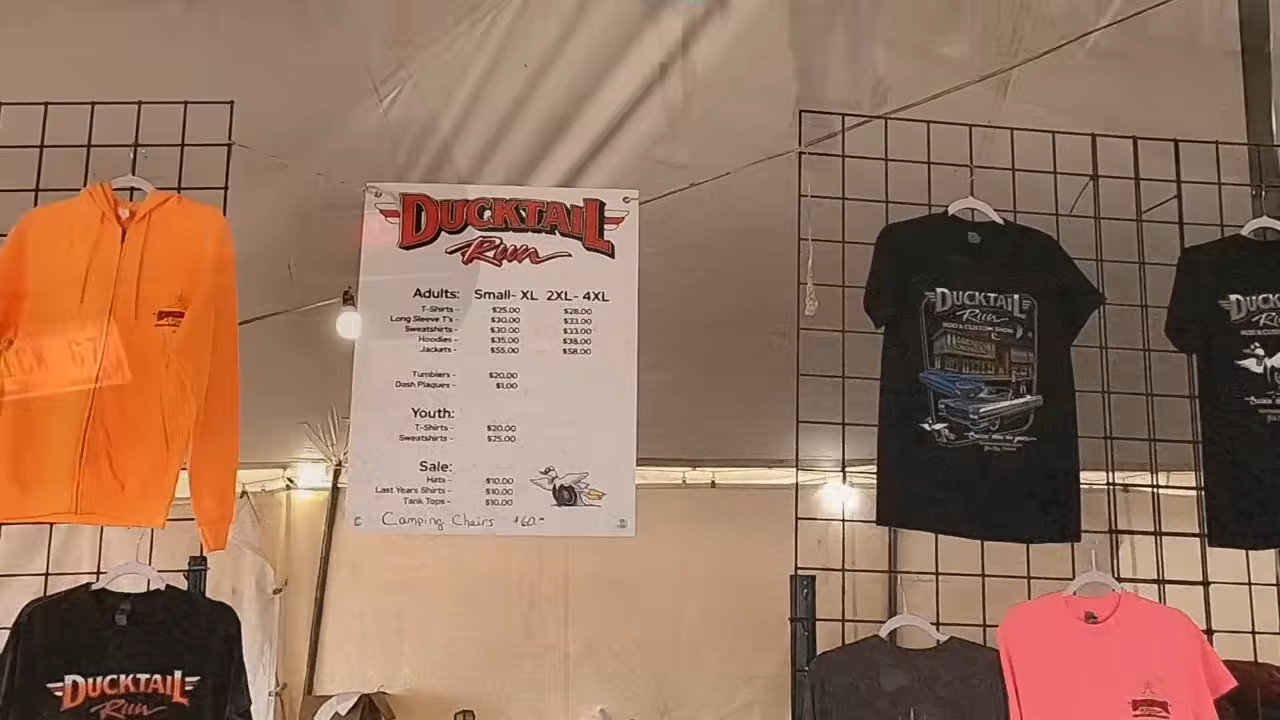 DUCKTAIL
Run
Adults: Small- XL 2XL- 4XL
T-Shirts - $25.00 $28.00
Long Sleeve T's - $30.00 $33.00
Sweatshirts - $30.00 $33.00
Hoodies - $35.00 $38.00
Jackets - $55.00 $58.00
Tumblers - $20.00
Dash Plaques - $1.00
Youth:
T-Shirts - $20.00
Sweatshirts - $25.00
Sale:
Hats - $10.00
Last Years Shirts - $10.00
Tank Tops - $10.00
Camping Chairs $60.-
DUCKTAIL
Run
ROD & CUSTOM SHOW
DUCKTAIL
Run